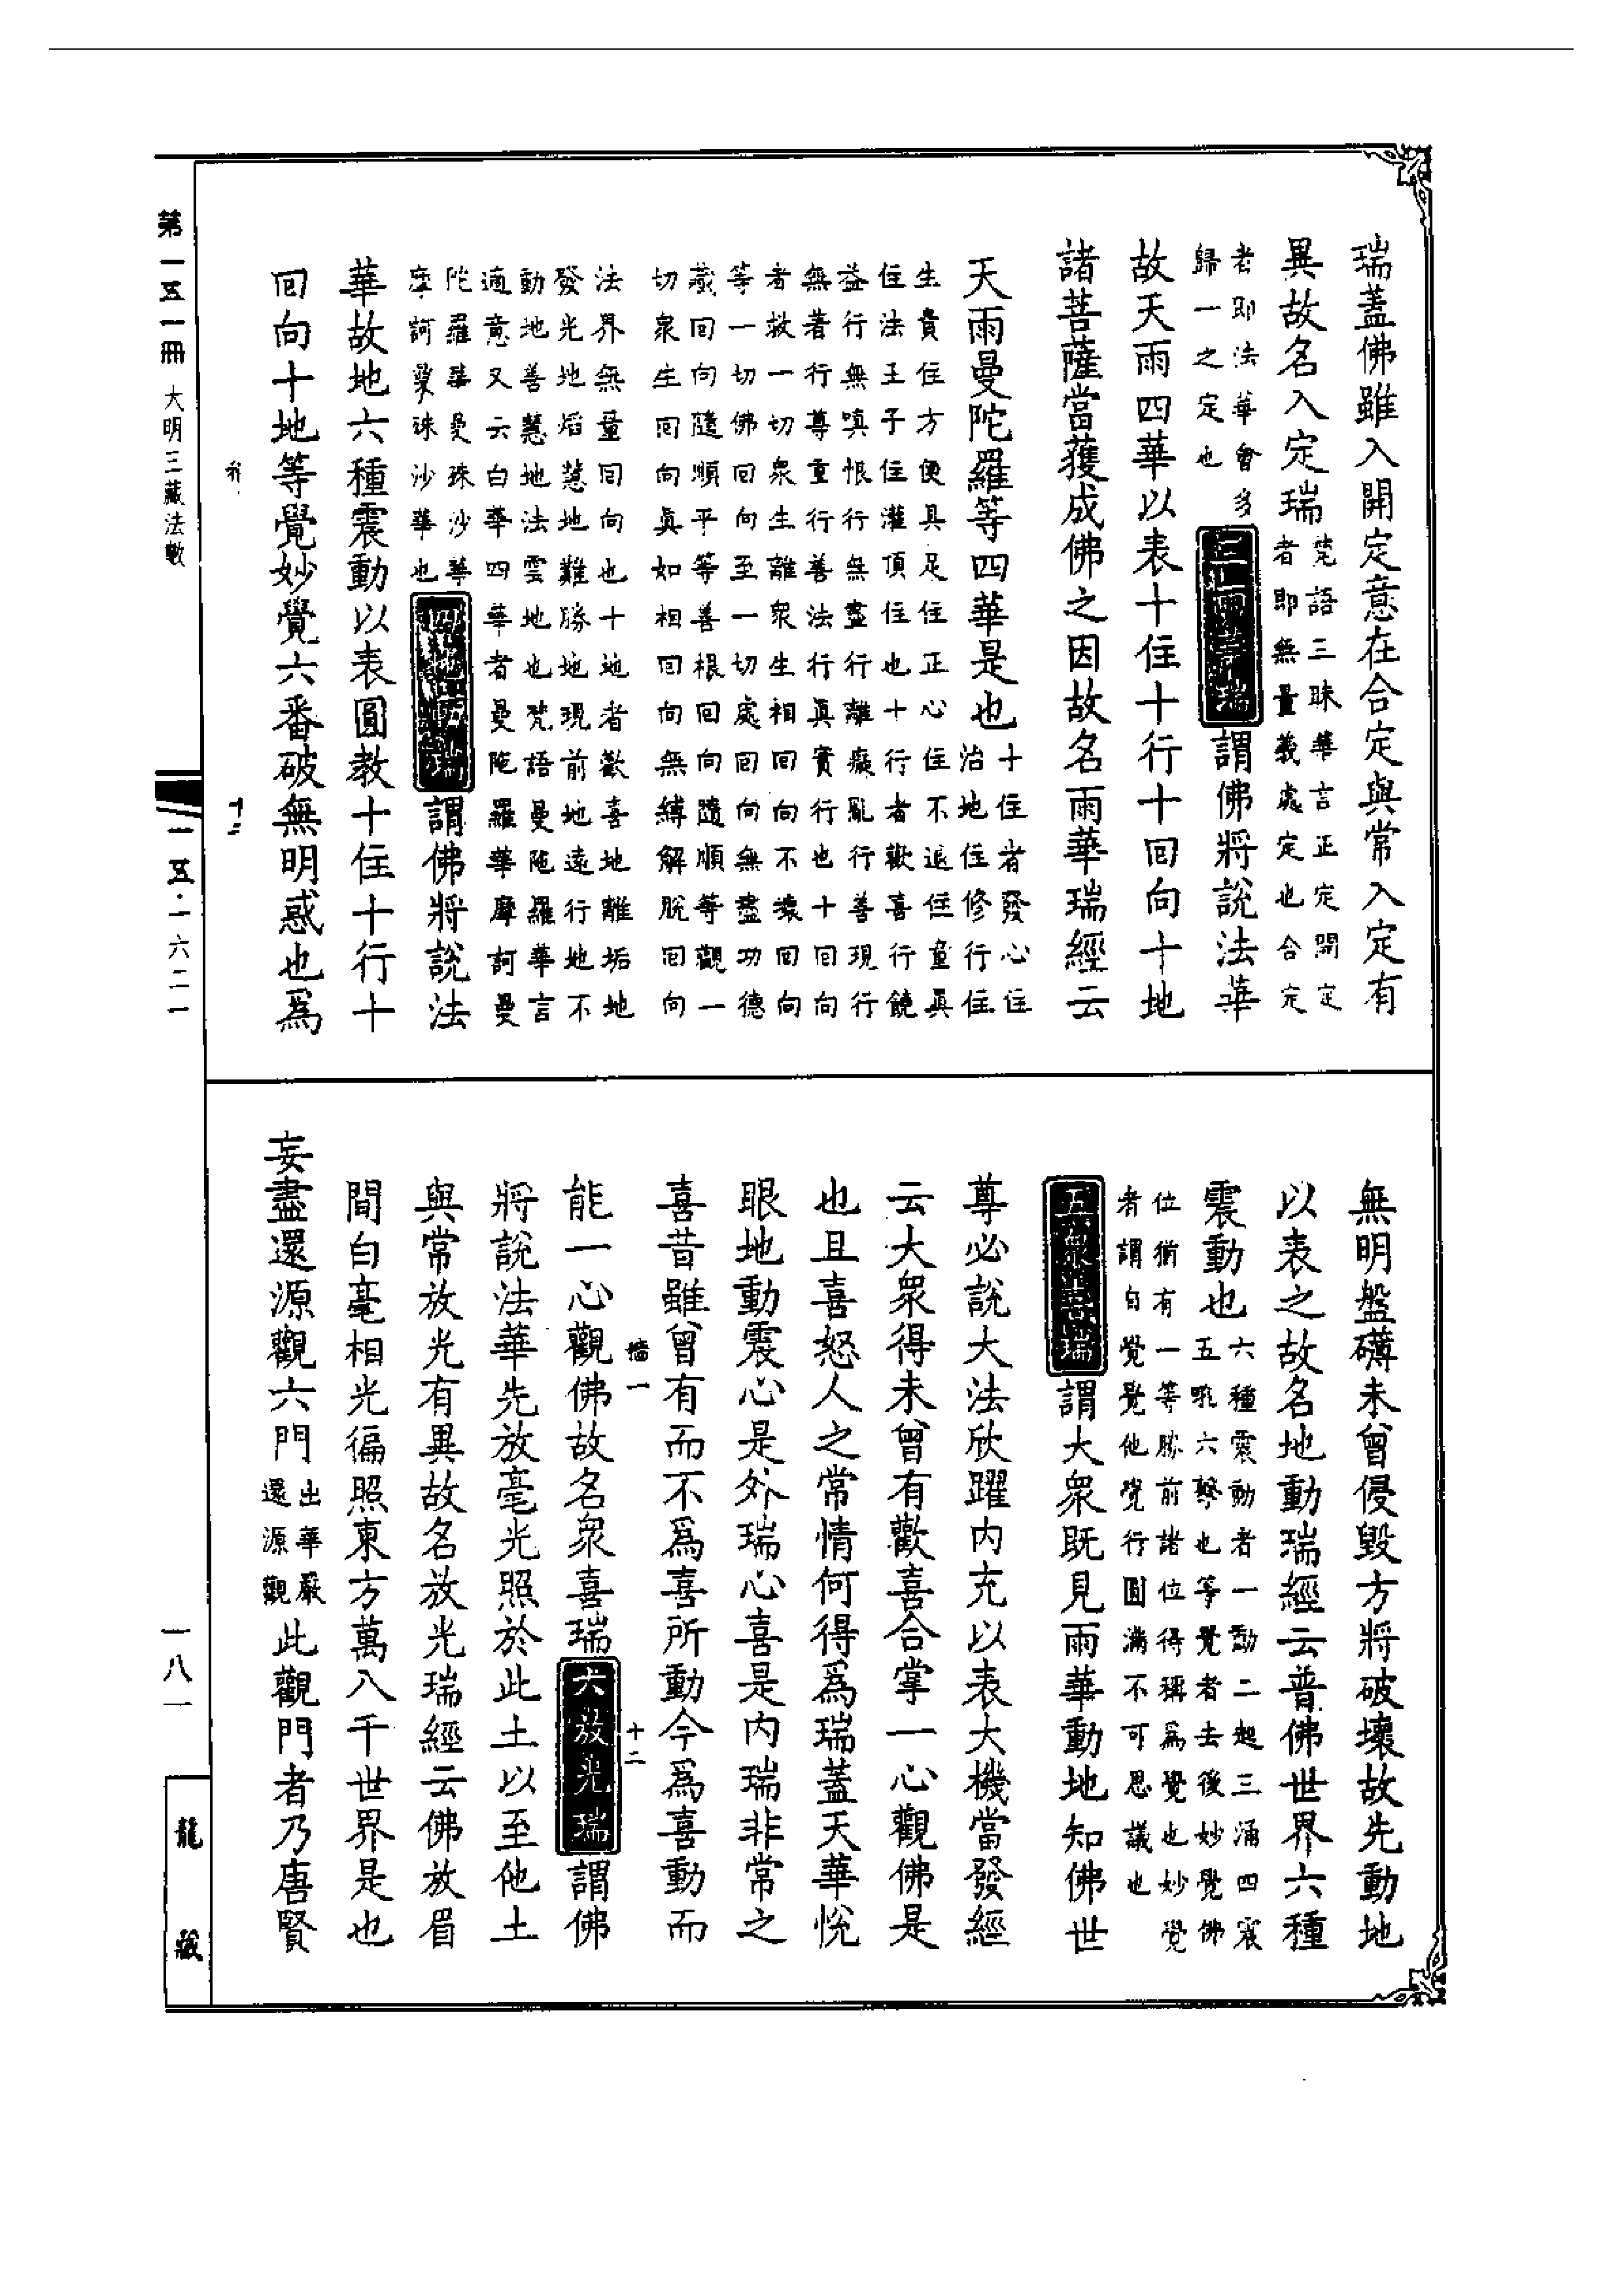 瑞蓋佛雖入開定意在合定與常入定有
異故名入定瑞
梵語三昧華言正定開定
者即無量義處定也合定
者即法華會多
歸一之定也
三雨華瑞謂佛將說法華
故天雨四華以表十住十行十回向十地
諸菩薩當獲成佛之因故名雨華瑞經云
天雨曼陀羅等四華是也
十住者發心住
治地住修行住
生貴住方便具足住正心住不退住童眞
住法王子住灌頂住也十行者歡喜行饒
益行無嗔恨行無盡行離癡亂行善現行
無著行尊重行善法行眞實行也十回向
者救一切衆生離衆生相回向不壞回向
等一切佛回向至一切處回向無盡功德
藏回向隨順平等善根回向隨順等觀一
切衆生回向眞如相回向無縛解脫回向
法界無量回向也十地者歡喜地離垢地
發光地焰慧地難勝地現前地遠行地不
動地善慧地法雲地也梵語曼陀羅華言
適意又云白華四華者曼陀羅華摩訶曼
陀羅華曼殊沙華
摩訶曼殊沙華也
四地動瑞謂佛將說法
華故地六種震動以表圓教十住十行十
回向十地等覺妙覺六番破無明惑也爲
十二
無明盤礴未曾侵毀方將破壞故先動地
以表之故名地動瑞經云普佛世界六種
震動也
六種震動者一動二起三涌四震
五吼六擊也等覺者去後妙覺佛
位猶有一等勝前諸位得稱爲覺也妙覺
者謂自覺覺他覺行圓滿不可思議也
五衆喜瑞謂大衆既見雨華動地知佛世
尊必說大法欣躍內充以表大機當發經
云大衆得未曾有歡喜合掌一心觀佛是
也且喜怒人之常情何得爲瑞蓋天華悅
眼地動震心是外瑞心喜是内瑞非常之
喜昔雖曾有而不爲喜所動今爲喜動而
牆一
十二
能一心觀佛故名衆喜瑞六放光瑞謂佛
將說法華先放毫光照於此土以至他土
與常放光有異故名放光瑞經云佛放眉
間白毫相光徧照東方萬八千世界是也
妄盡還源觀六門
出華嚴
還源觀
此觀門者乃唐賢
第一五一冊
大明三藏法數
一五·一六二一
一八一
龍藏